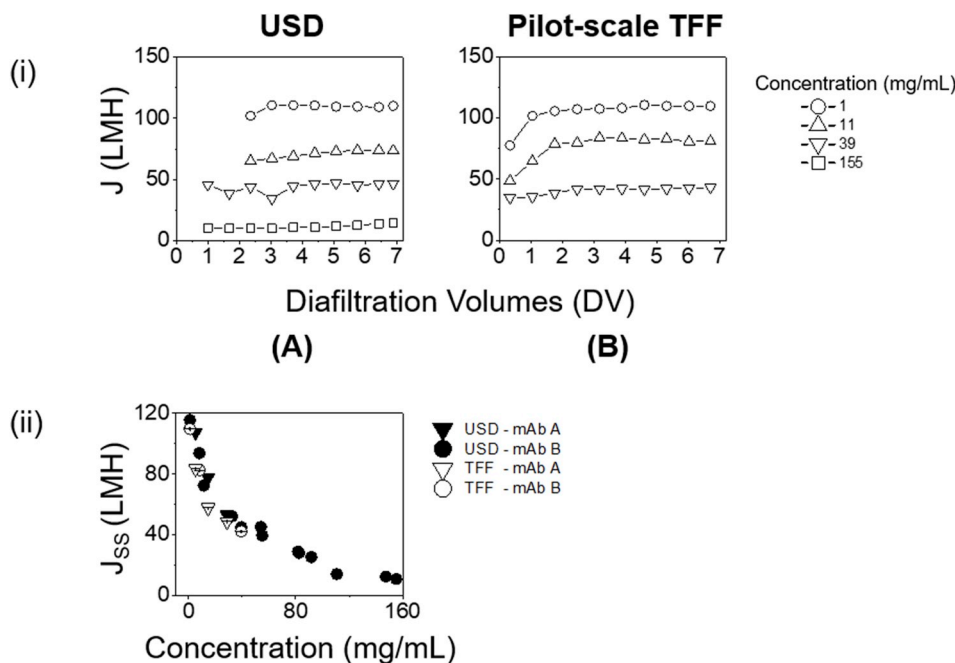 USD
Pilot-scale TFF
(i)
J (LMH)
150
100
50
0
0 1 2 3 4 5 6 7
150
100
50
0
0 1 2 3 4 5 6 7
Concentration (mg/mL)
1
11
39
155
Diafiltration Volumes (DV)
(A)
(B)
(ii)
JSS (LMH)
120
80
40
0
0 80 160
Concentration (mg/mL)
USD - mAb A
USD - mAb B
TFF - mAb A
TFF - mAb B